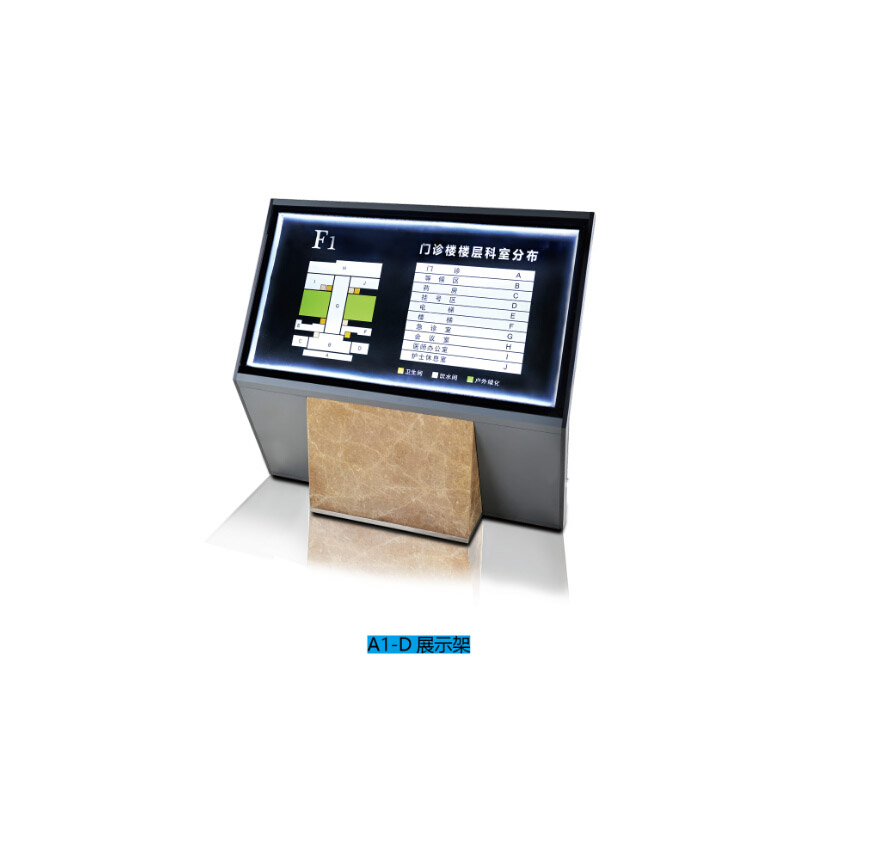 F1
门诊楼楼层科室分布
门 诊 A
等 候 区 B
药 房 C
挂 号 区 D
电 梯 E
楼 梯 F
急 诊 室 G
会 议 室 H
医师办公室 I
护士休息室 J
卫生间 饮水间 户外绿化
H
I J
G
E F
C B D
A
A1-D 展示架